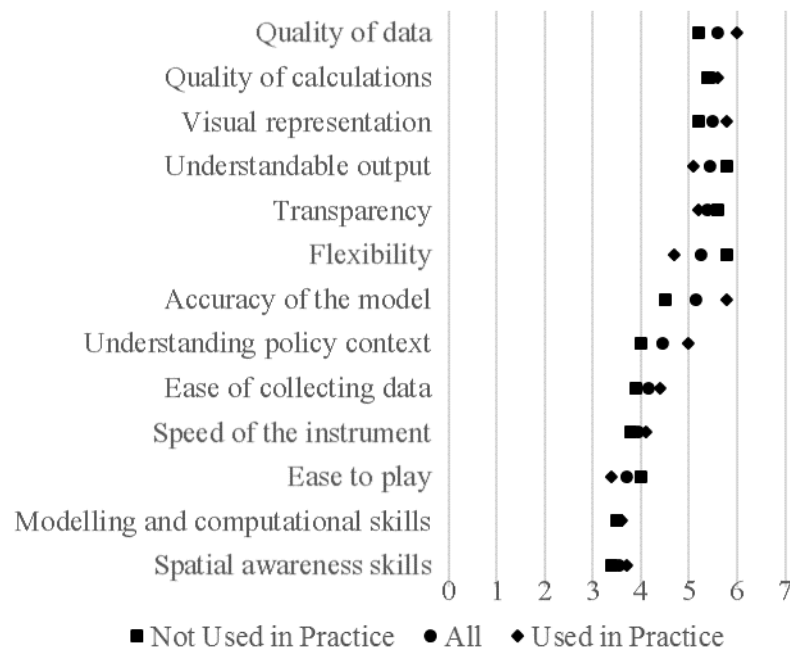 Quality of data
Quality of calculations
Visual representation
Understandable output
Transparency
Flexibility
Accuracy of the model
Understanding policy context
Ease of collecting data
Speed of the instrument
Ease to play
Modelling and computational skills
Spatial awareness skills
0 1 2 3 4 5 6 7
Not Used in Practice All Used in Practice